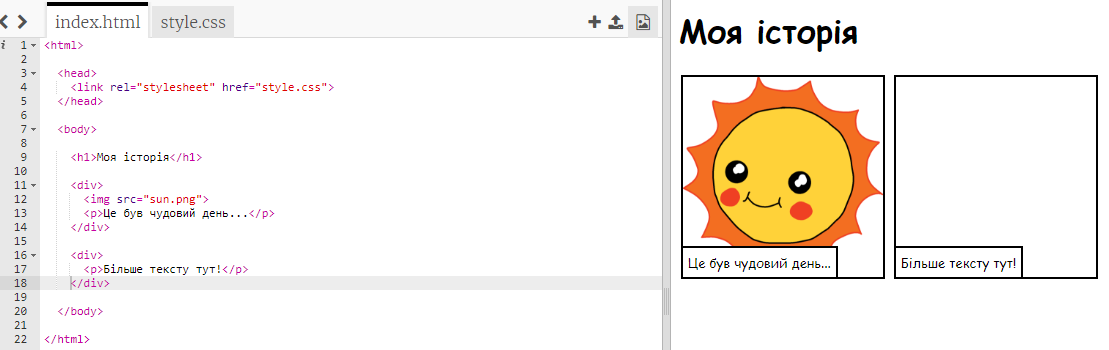 index.html style.css
1 <html>
2
3 <head>
4 <link rel="stylesheet" href="style.css">
5 </head>
6
7 <body>
8
9 <h1>Моя історія</h1>
10
11 <div>
12 <img src="sun.png">
13 <p>Це був чудовий день...</p>
14 </div>
15
16 <div>
17 <p>Більше тексту тут!</p>
18 </div>
19
20 </body>
21
22 </html>
Моя історія
Це був чудовий день...
Більше тексту тут!